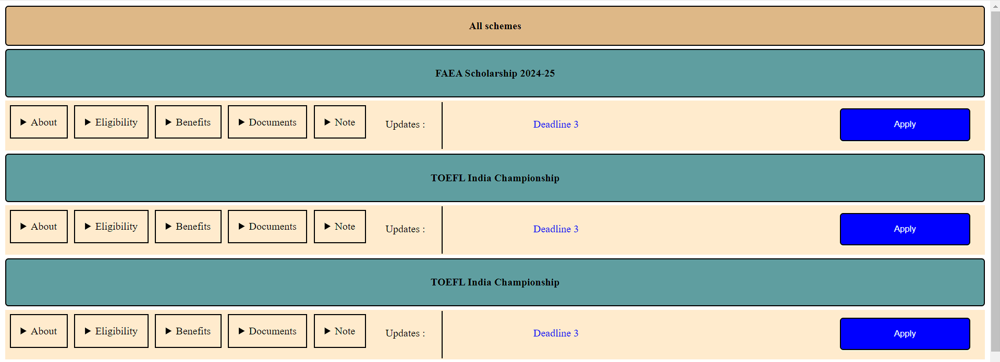 All schemes
FAEA Scholarship 2024-25
About Eligibility Benefits Documents Note Updates : Deadline 3 Apply
TOEFL India Championship
About Eligibility Benefits Documents Note Updates : Deadline 3 Apply
TOEFL India Championship
About Eligibility Benefits Documents Note Updates : Deadline 3 Apply